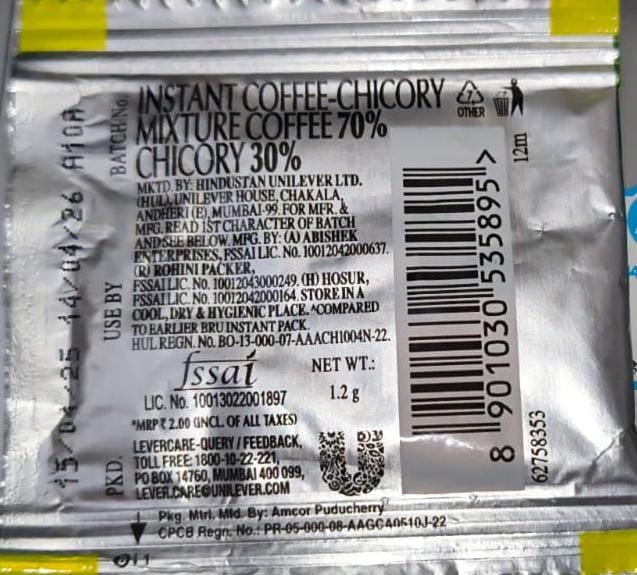 INSTANT COFFEE-CHICORY
MIXTURE COFFEE 70%
CHICORY 30%
MKTD. BY: HINDUSTAN UNILEVER LTD.
(HUL), UNILEVER HOUSE, CHAKALA,
ANDHERI (E), MUMBAI-99. FOR MFR. &
MFG. READ 1ST CHARACTER OF BATCH
AND SEE BELOW. MFG. BY: (A) ABISHEK
ENTERPRISES, FSSAI LIC. No. 10012042000637.
(R) ROHINI PACKER,
FSSAI LIC. No. 10012043000249. (H) HOSUR,
FSSAI LIC. No. 10012042000164. STORE IN A
COOL, DRY & HYGIENIC PLACE. ^COMPARED
TO EARLIER BRU INSTANT PACK.
HUL REGN. No. BO-13-000-07-AAACH1004N-22.
fssai
LIC. No. 10013022001897
NET WT.:
1.2 g
*MRP ₹ 2.00 (INCL. OF ALL TAXES)
LEVERCARE-QUERY / FEEDBACK,
TOLL FREE: 1800-10-22-221,
PO BOX 14760, MUMBAI 400 099,
LEVER.CARE@UNILEVER.COM
Pkg. Mtrl. Mfd. By: Amcor Puducherry
CPCB Regn. No.: PR-05-000-08-AAGCA0510J-22
BATCH No.
A10A
USE BY
14/04/26
PKD.
15/04/25
7
OTHER
12m
8 901030 535895 >
62758353